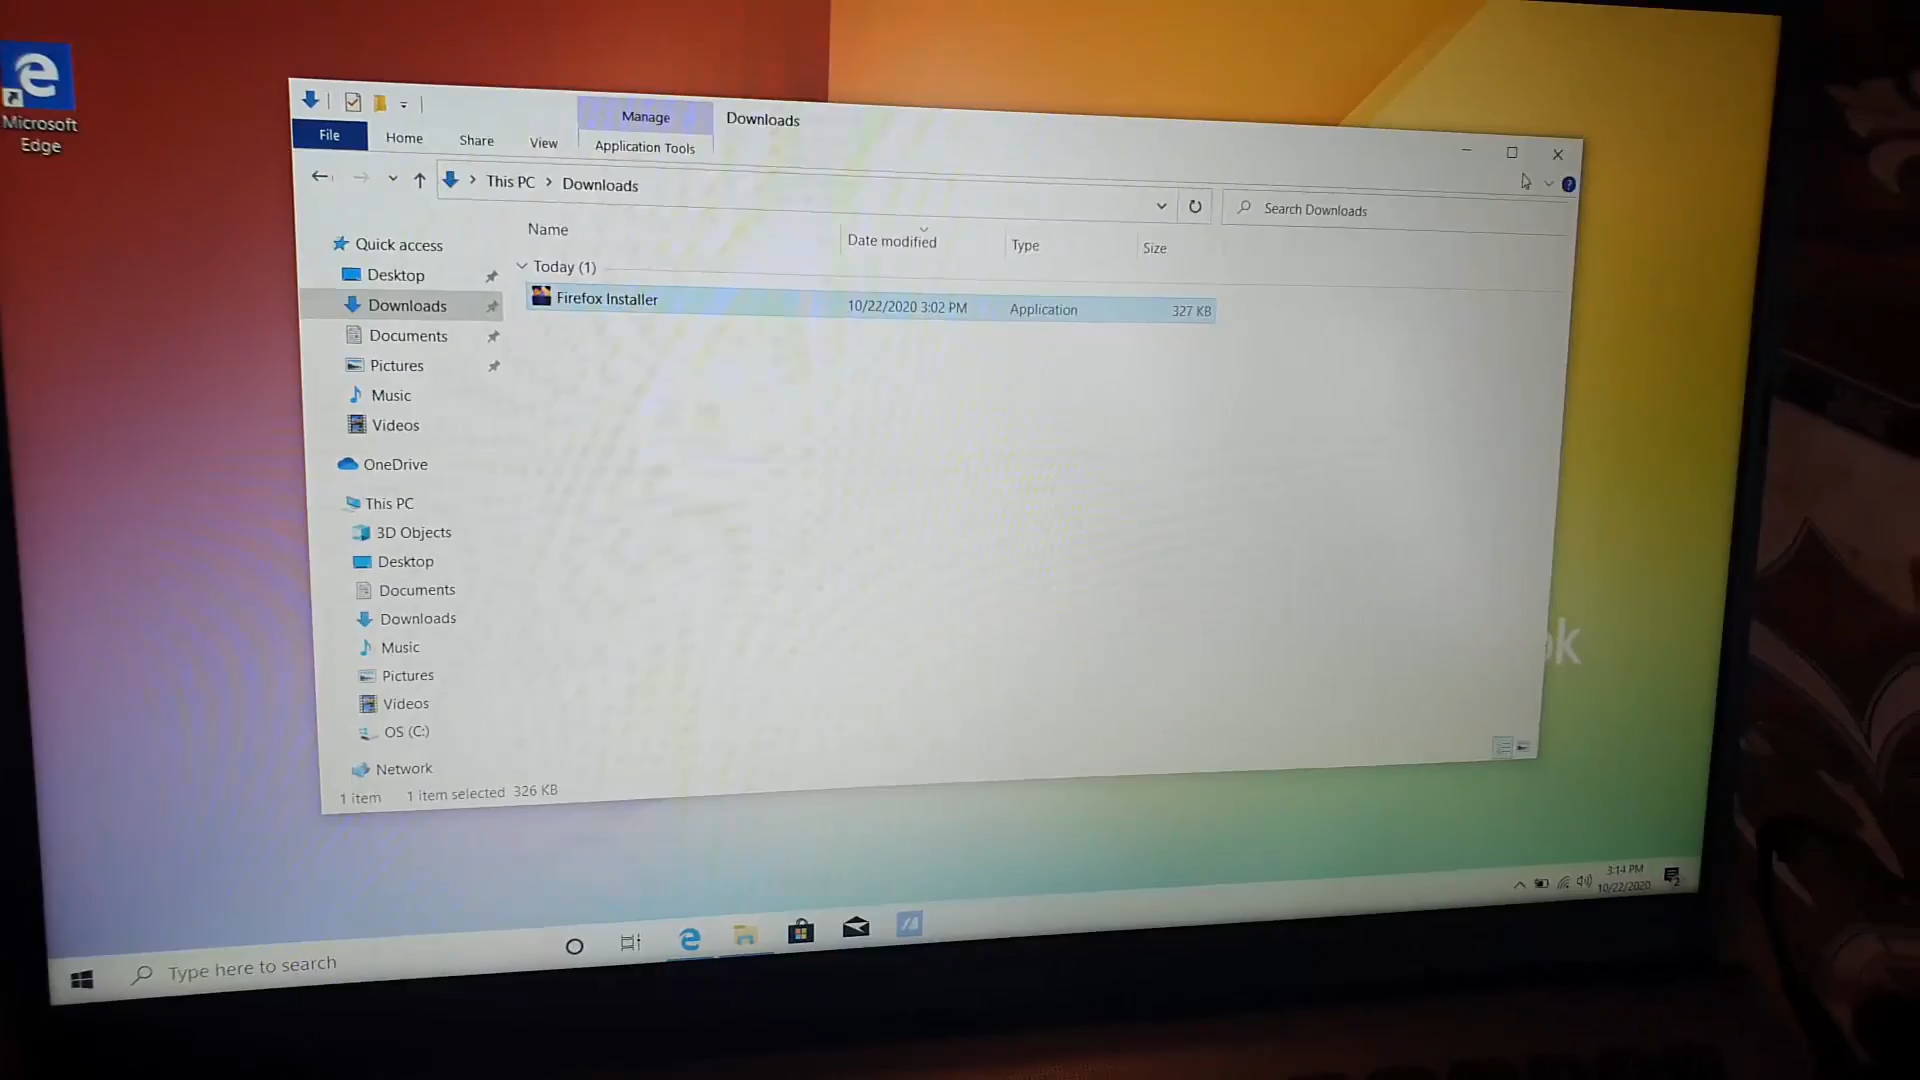 Microsoft
Edge
Manage
Downloads
File
Home
Share
View
Application Tools
This PC
Downloads
Search Downloads
Name
Date modified
Type
Size
Quick access
Desktop
Downloads
Documents
Pictures
Music
Videos
OneDrive
This PC
3D Objects
Desktop
Documents
Downloads
Music
Pictures
Videos
OS (C:)
Network
Today (1)
Firefox Installer
10/22/2020 3:02 PM
Application
327 KB
1 item
1 item selected 326 KB
ok
Type here to search
3:14 PM
10/22/2020
2